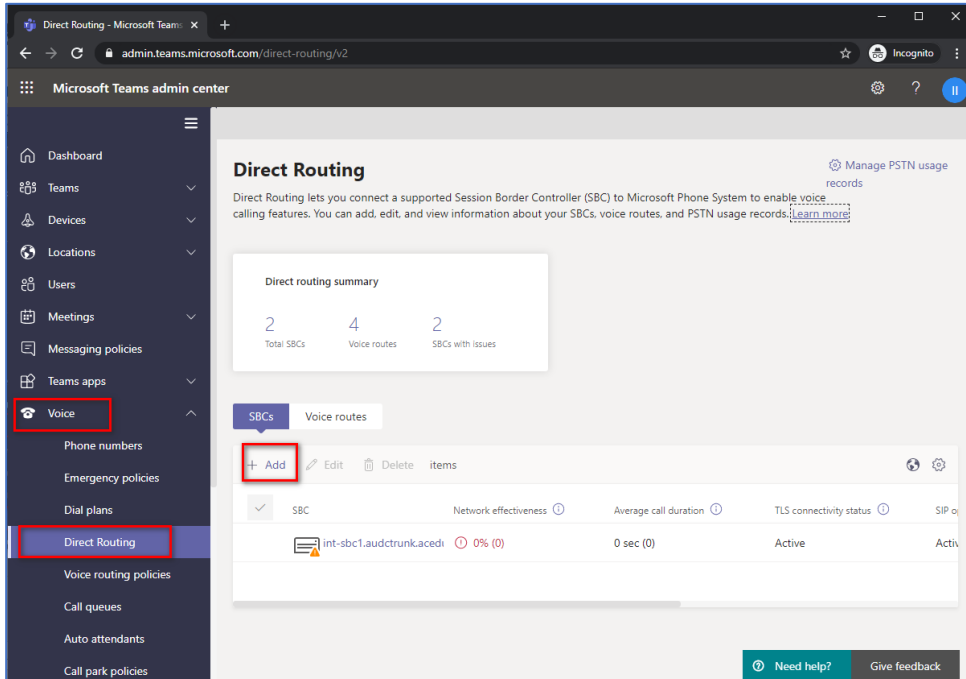 Direct Routing - Microsoft Teams
admin.teams.microsoft.com/direct-routing/v2
Incognito
Microsoft Teams admin center
II
Dashboard
Teams
Devices
Locations
Users
Meetings
Messaging policies
Teams apps
Voice
Phone numbers
Emergency policies
Dial plans
Direct Routing
Voice routing policies
Call queues
Auto attendants
Call park policies
Direct Routing
Manage PSTN usage
records
Direct Routing lets you connect a supported Session Border Controller (SBC) to Microsoft Phone System to enable voice
calling features. You can add, edit, and view information about your SBCs, voice routes, and PSTN usage records. Learn more
Direct routing summary
2 4 2
Total SBCs Voice routes SBCs with issues
SBCs Voice routes
+ Add Edit Delete items
SBC Network effectiveness Average call duration TLS connectivity status SIP o
int-sbc1.audctrunk.acedu 0% (0) 0 sec (0) Active Activ
Need help? Give feedback